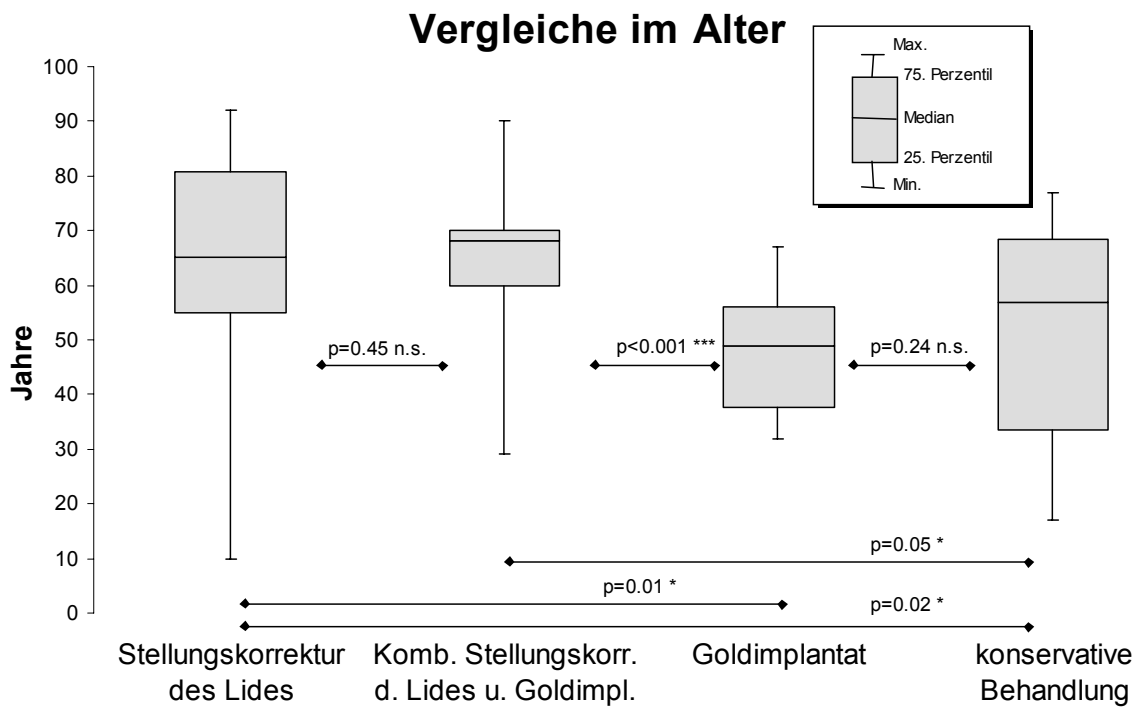 Vergleiche im Alter
Max.
75. Perzentil
Median
25. Perzentil
Min.
Jahre
100
90
80
70
60
50
40
30
20
10
0
p=0.45 n.s.
p<0.001 ***
p=0.24 n.s.
p=0.05 *
p=0.01 *
p=0.02 *
Stellungskorrektur
des Lides
Komb. Stellungskorr.
d. Lides u. Goldimpl.
Goldimplantat
konservative
Behandlung